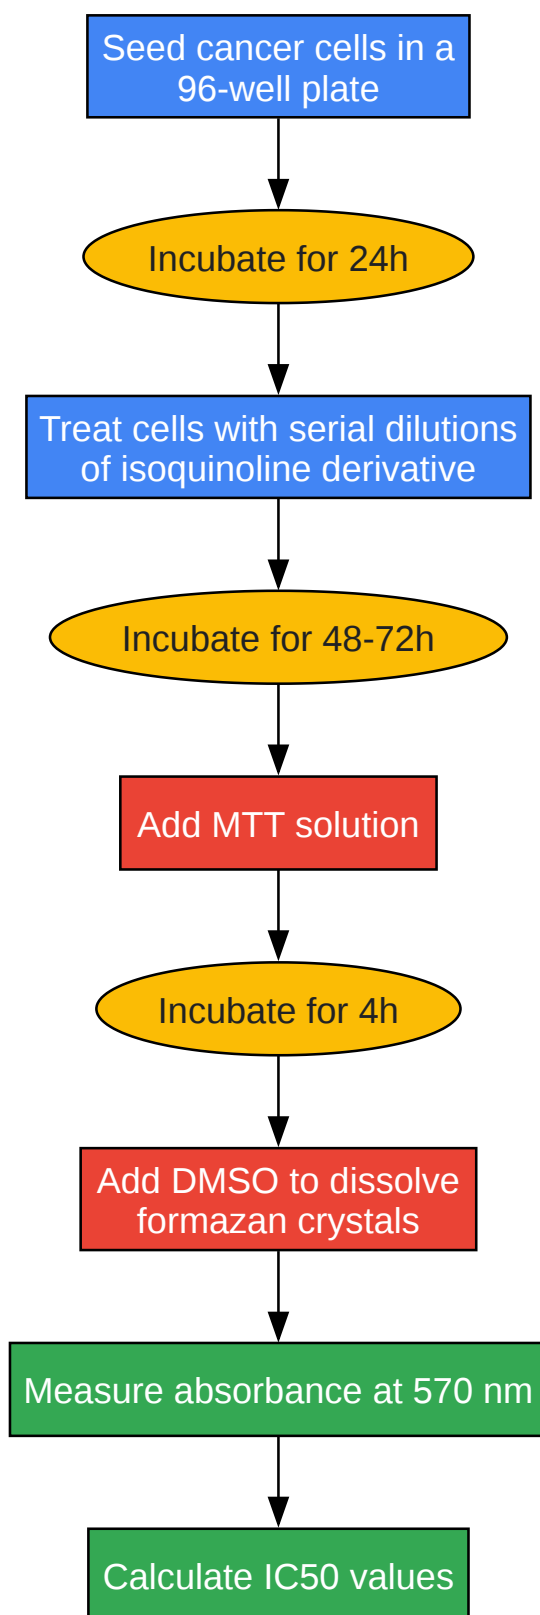 Seed cancer cells in a
96-well plate
Incubate for 24h
Treat cells with serial dilutions
of isoquinoline derivative
Incubate for 48-72h
Add MTT solution
Incubate for 4h
Add DMSO to dissolve
formazan crystals
Measure absorbance at 570 nm
Calculate IC50 values